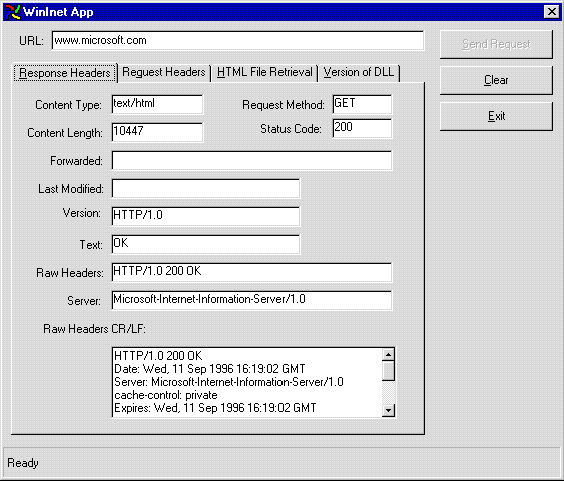 WinInet App
URL: www.microsoft.com
Send Request
Response Headers Request Headers HTML File Retrieval Version of DLL
Clear
Content Type: text/html Request Method: GET
Exit
Content Length: 10447 Status Code: 200
Forwarded:
Last Modified:
Version: HTTP/1.0
Text: OK
Raw Headers: HTTP/1.0 200 OK
Server: Microsoft-Internet-Information-Server/1.0
Raw Headers CR/LF:
HTTP/1.0 200 OK
Date: Wed, 11 Sep 1996 16:19:02 GMT
Server: Microsoft-Internet-Information-Server/1.0
cache-control: private
Expires: Wed, 11 Sep 1996 16:19:02 GMT
Ready